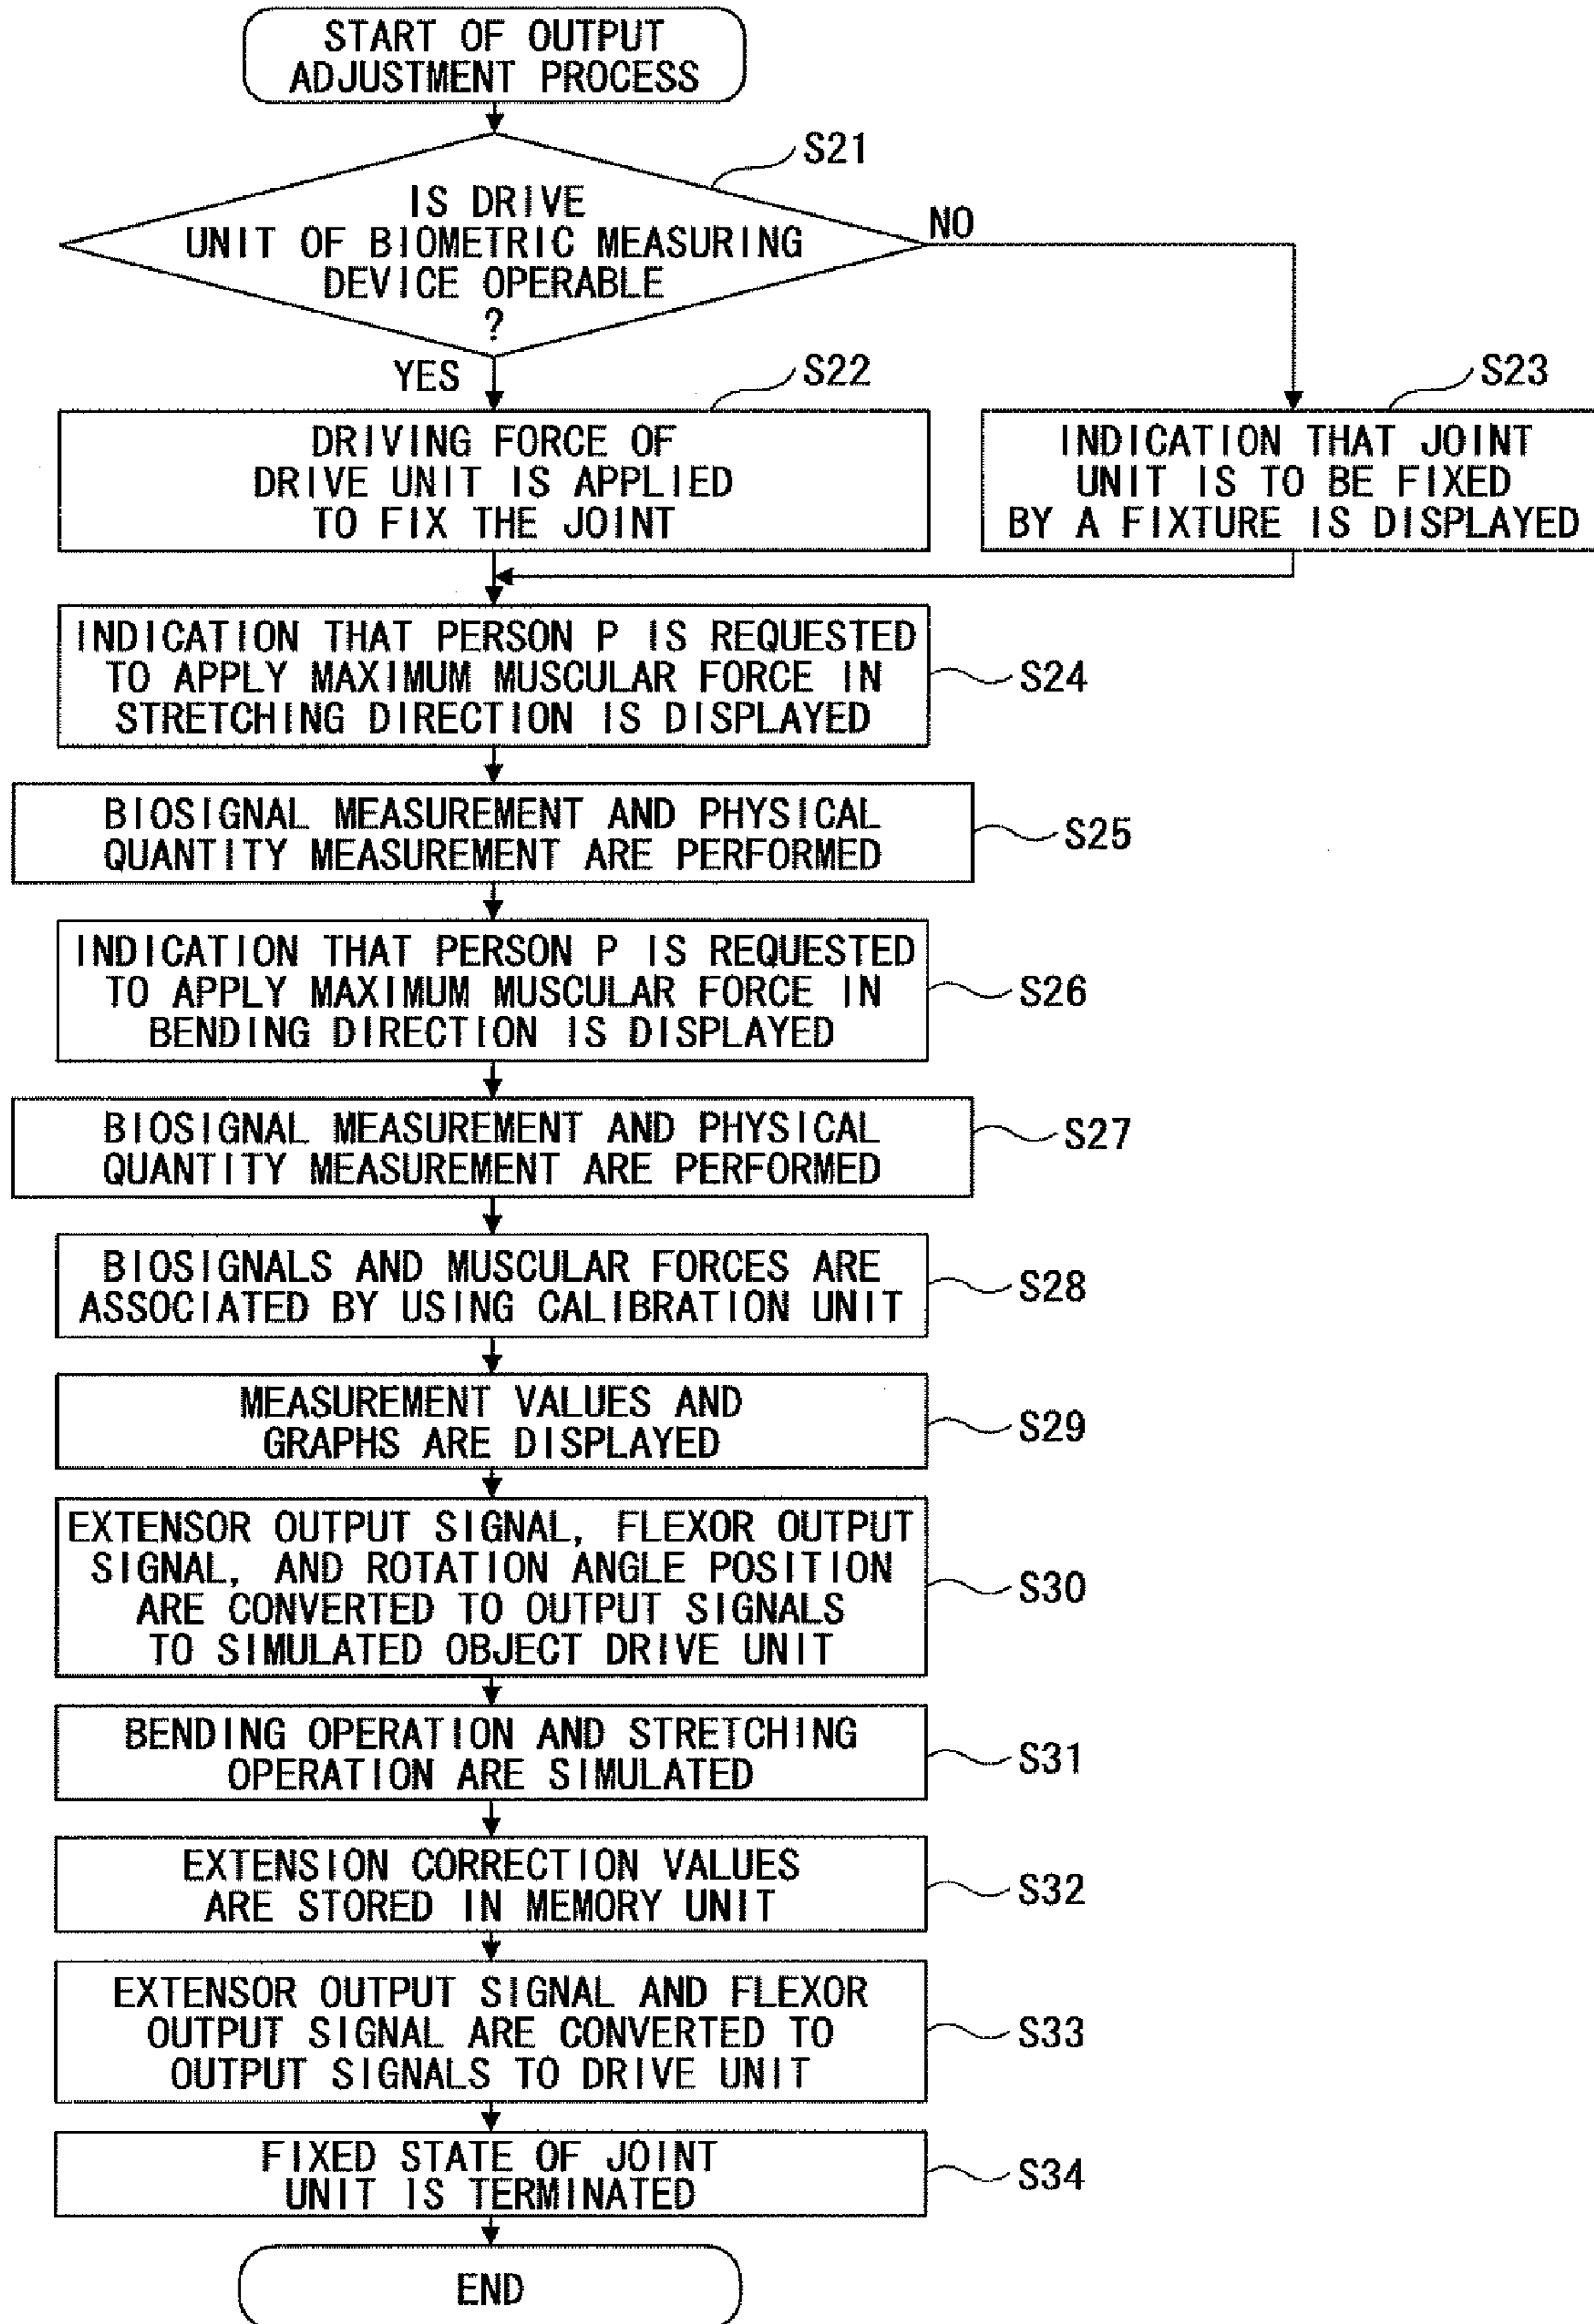 START OF OUTPUT
ADJUSTMENT PROCESS
S21
IS DRIVE
UNIT OF BIOMETRIC MEASURING
DEVICE OPERABLE
?
NO
YES
S22
DRIVING FORCE OF
DRIVE UNIT IS APPLIED
TO FIX THE JOINT
S23
INDICATION THAT JOINT
UNIT IS TO BE FIXED
BY A FIXTURE IS DISPLAYED
INDICATION THAT PERSON P IS REQUESTED
TO APPLY MAXIMUM MUSCULAR FORCE IN
STRETCHING DIRECTION IS DISPLAYED
S24
BIOSIGNAL MEASUREMENT AND PHYSICAL
QUANTITY MEASUREMENT ARE PERFORMED
S25
INDICATION THAT PERSON P IS REQUESTED
TO APPLY MAXIMUM MUSCULAR FORCE IN
BENDING DIRECTION IS DISPLAYED
S26
BIOSIGNAL MEASUREMENT AND PHYSICAL
QUANTITY MEASUREMENT ARE PERFORMED
S27
BIOSIGNALS AND MUSCULAR FORCES ARE
ASSOCIATED BY USING CALIBRATION UNIT
S28
MEASUREMENT VALUES AND
GRAPHS ARE DISPLAYED
S29
EXTENSOR OUTPUT SIGNAL, FLEXOR OUTPUT
SIGNAL, AND ROTATION ANGLE POSITION
ARE CONVERTED TO OUTPUT SIGNALS
TO SIMULATED OBJECT DRIVE UNIT
S30
BENDING OPERATION AND STRETCHING
OPERATION ARE SIMULATED
S31
EXTENSION CORRECTION VALUES
ARE STORED IN MEMORY UNIT
S32
EXTENSOR OUTPUT SIGNAL AND FLEXOR
OUTPUT SIGNAL ARE CONVERTED TO
OUTPUT SIGNALS TO DRIVE UNIT
S33
FIXED STATE OF JOINT
UNIT IS TERMINATED
S34
END